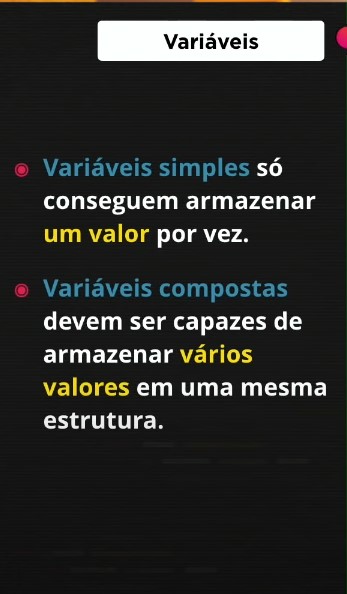 Variáveis
Variáveis simples só
conseguem armazenar
um valor por vez.
Variáveis compostas
devem ser capazes de
armazenar vários
valores em uma mesma
estrutura.